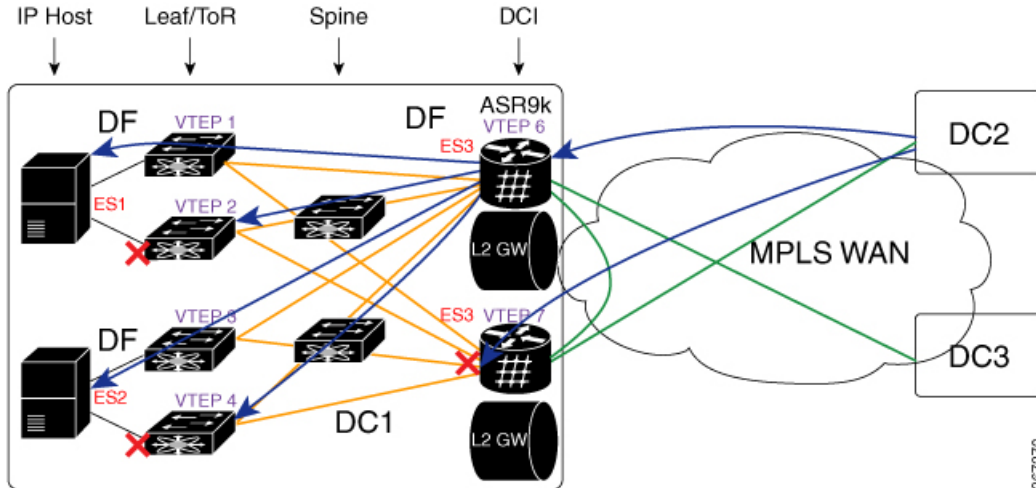 IP Host
Leaf/ToR
Spine
DCI
ASR9k
DF
VTEP 1
DF
ES3
VTEP 6
DC2
ES1
VTEP 2
L2 GW
MPLS WAN
ES3
VTEP 7
VTEP 3
DF
DC3
ES2
VTEP 4
DC1
L2 GW